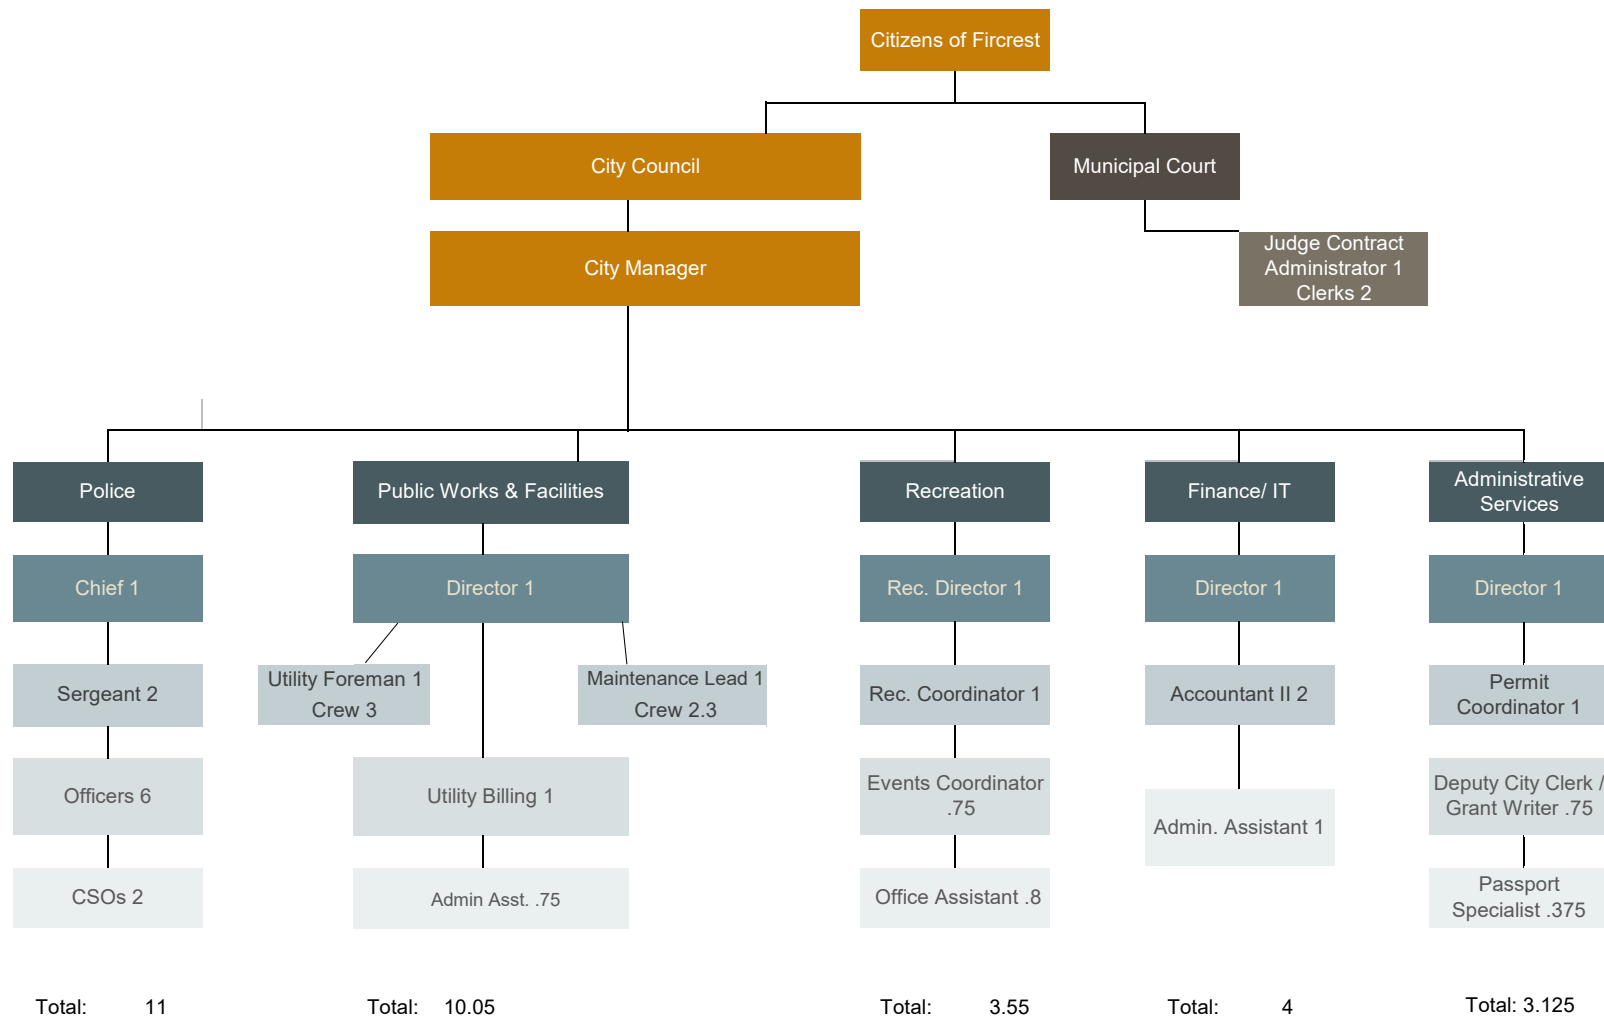 Citizens of Fircrest
City Council
Municipal Court
City Manager
Judge Contract
Administrator 1
Clerks 2
Police
Public Works & Facilities
Recreation
Finance/ IT
Administrative
Services
Chief 1
Director 1
Rec. Director 1
Director 1
Director 1
Sergeant 2
Utility Foreman 1
Crew 3
Maintenance Lead 1
Crew 2.3
Rec. Coordinator 1
Accountant II 2
Permit
Coordinator 1
Officers 6
Utility Billing 1
Events Coordinator
.75
Admin. Assistant 1
Deputy City Clerk /
Grant Writer .75
CSOs 2
Admin Asst. .75
Office Assistant .8
Passport
Specialist .375
Total: 11
Total: 10.05
Total: 3.55
Total: 4
Total: 3.125